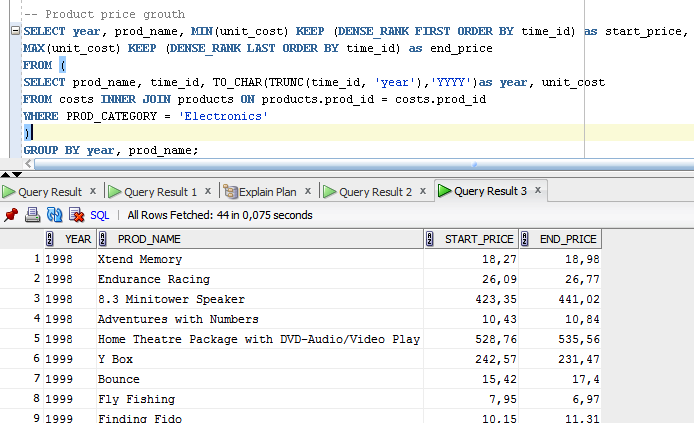 -- Product price grouth
SELECT year, prod_name, MIN(unit_cost) KEEP (DENSE_RANK FIRST ORDER BY time_id) as start_price,
MAX(unit_cost) KEEP (DENSE_RANK LAST ORDER BY time_id) as end_price
FROM (
SELECT prod_name, time_id, TO_CHAR(TRUNC(time_id, 'year'),'YYYY')as year, unit_cost
FROM costs INNER JOIN products ON products.prod_id = costs.prod_id
WHERE PROD_CATEGORY = 'Electronics'
)
GROUP BY year, prod_name;
Query Result x Query Result 1 x Explain Plan x Query Result 2 x Query Result 3 x
SQL | All Rows Fetched: 44 in 0,075 seconds
YEAR PROD_NAME START_PRICE END_PRICE
1 1998 Xtend Memory 18,27 18,98
2 1998 Endurance Racing 26,09 26,77
3 1998 8.3 Minitower Speaker 423,35 441,02
4 1998 Adventures with Numbers 10,43 10,84
5 1998 Home Theatre Package with DVD-Audio/Video Play 528,76 535,56
6 1999 Y Box 242,57 231,47
7 1999 Bounce 15,42 17,4
8 1999 Fly Fishing 7,95 6,97
9 1999 Finding Fido 10,15 11,31